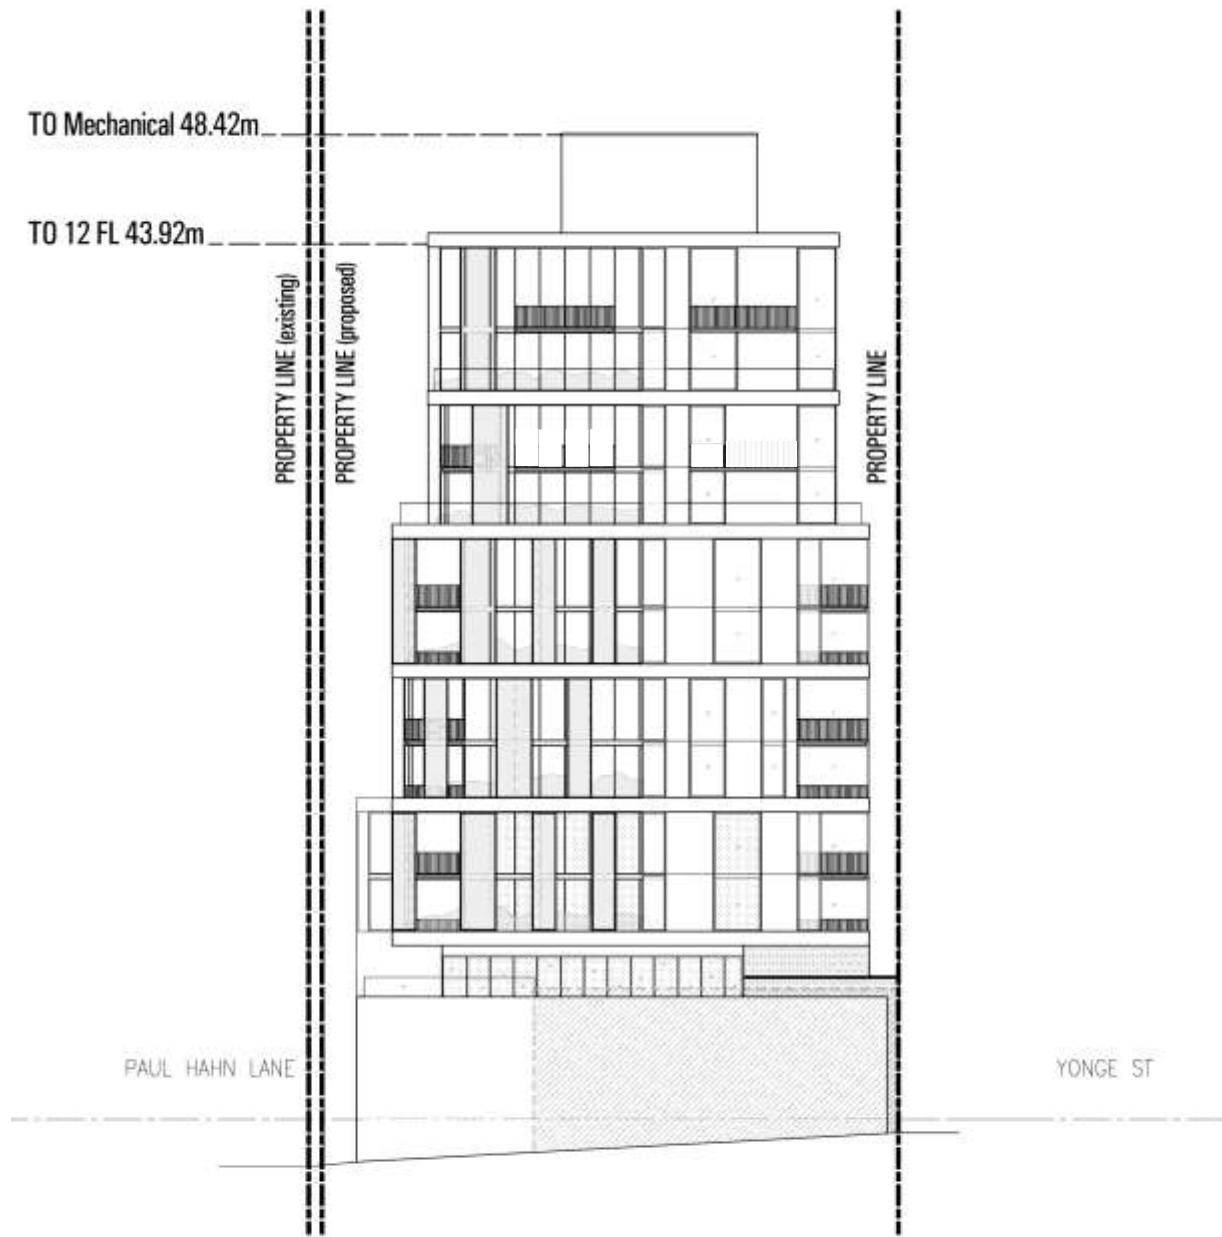 TO Mechanical 48.42m
TO 12 FL 43.92m
PROPERTY LINE (existing)
PROPERTY LINE (proposed)
PROPERTY LINE
PAUL HAHN LANE
YONGE ST